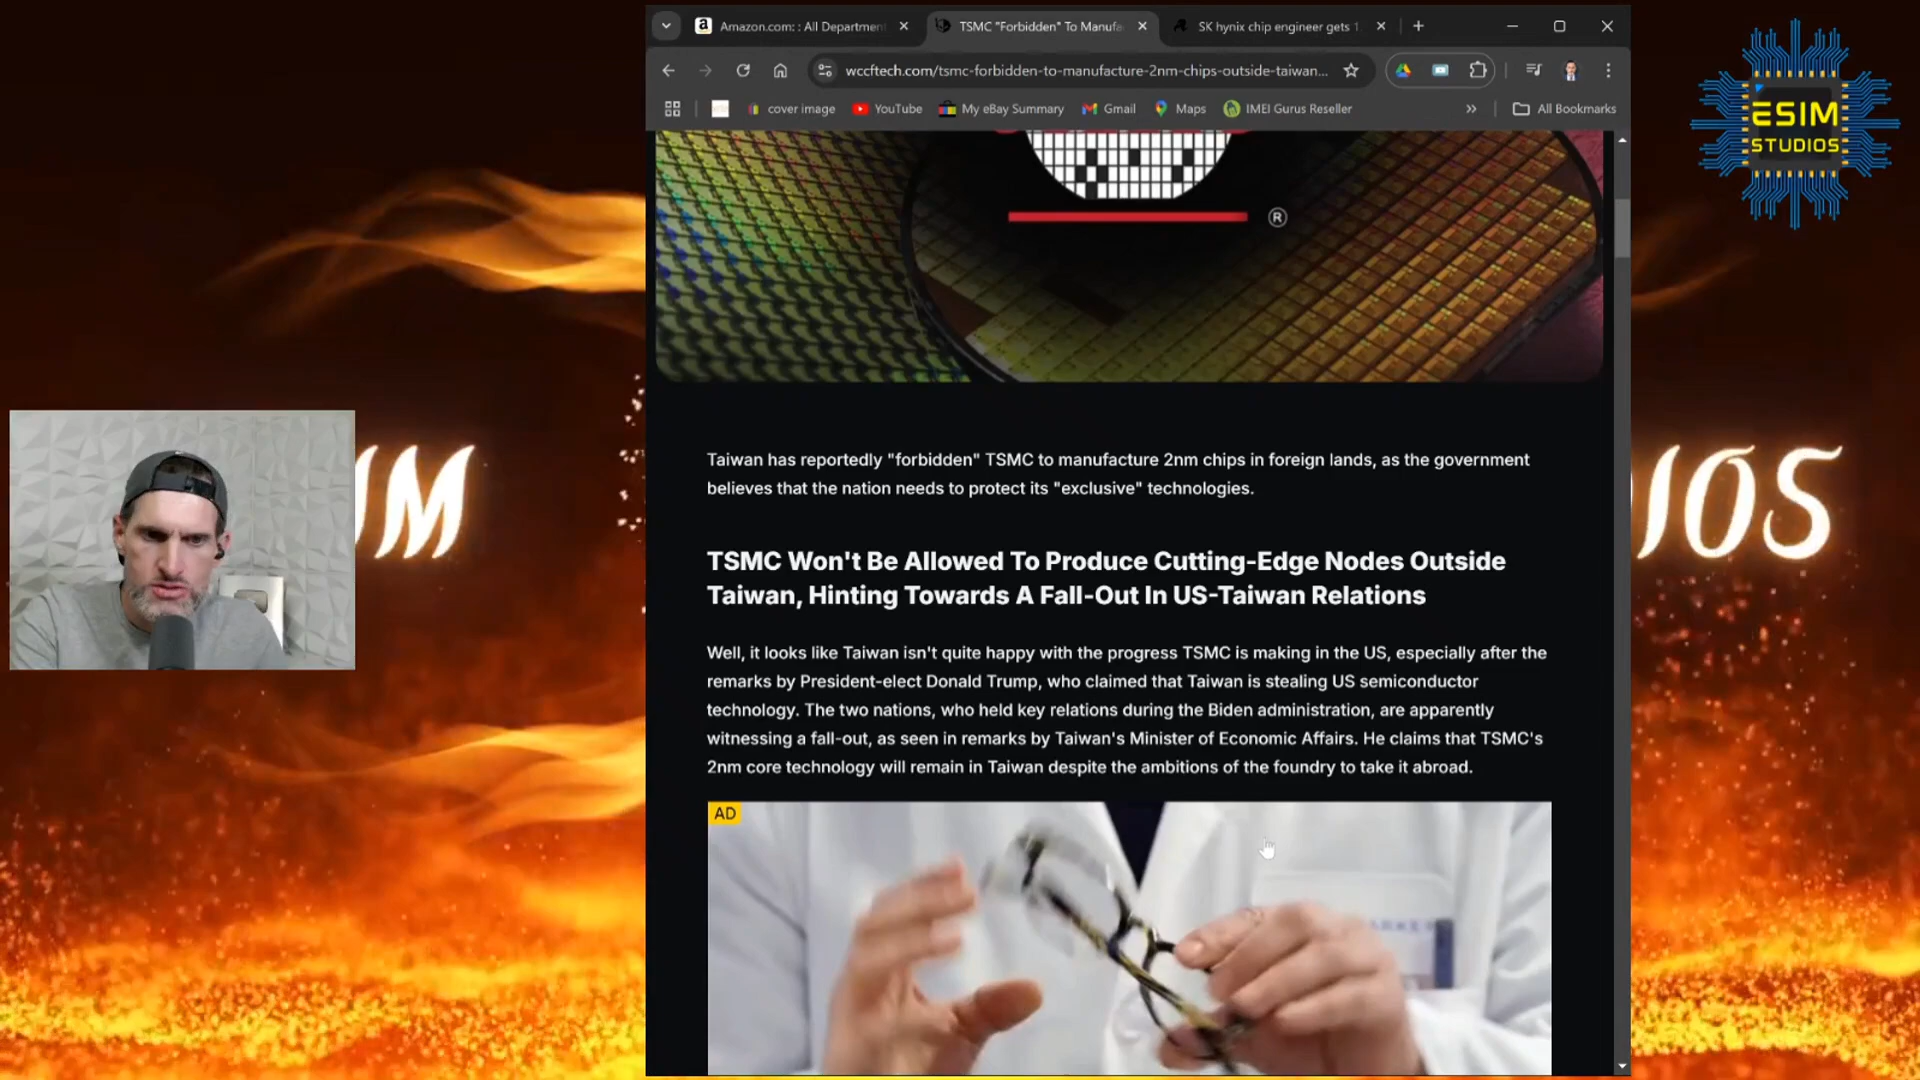 Amazon.com: : All Department
TSMC "Forbidden" To Manufa
SK hynix chip engineer gets 1
wccftech.com/tsmc-forbidden-to-manufacture-2nm-chips-outside-taiwan...
cover image
YouTube
My eBay Summary
Gmail
Maps
IMEI Gurus Reseller
»
All Bookmarks
ESIM
STUDIOS
®
IM
IOS
Taiwan has reportedly "forbidden" TSMC to manufacture 2nm chips in foreign lands, as the government
believes that the nation needs to protect its "exclusive" technologies.
TSMC Won't Be Allowed To Produce Cutting-Edge Nodes Outside
Taiwan, Hinting Towards A Fall-Out In US-Taiwan Relations
Well, it looks like Taiwan isn't quite happy with the progress TSMC is making in the US, especially after the
remarks by President-elect Donald Trump, who claimed that Taiwan is stealing US semiconductor
technology. The two nations, who held key relations during the Biden administration, are apparently
witnessing a fall-out, as seen in remarks by Taiwan's Minister of Economic Affairs. He claims that TSMC's
2nm core technology will remain in Taiwan despite the ambitions of the foundry to take it abroad.
AD